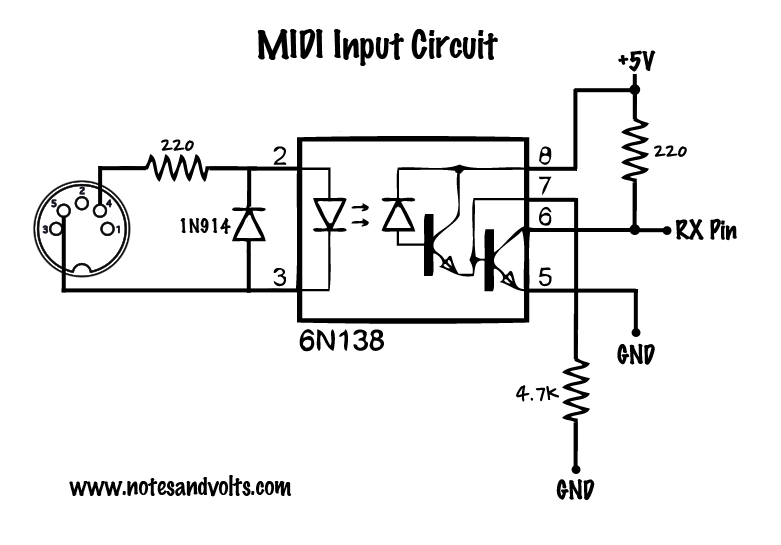 MIDI Input Circuit
+5V
220
2
8
220
7
5
2
4
3
1
1N914
6
RX Pin
3
5
6N138
GND
4.7K
GND
www.notesandvolts.com